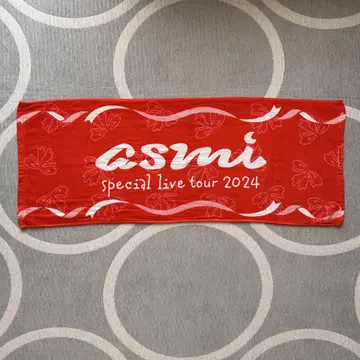 asmi
special live tour 2024